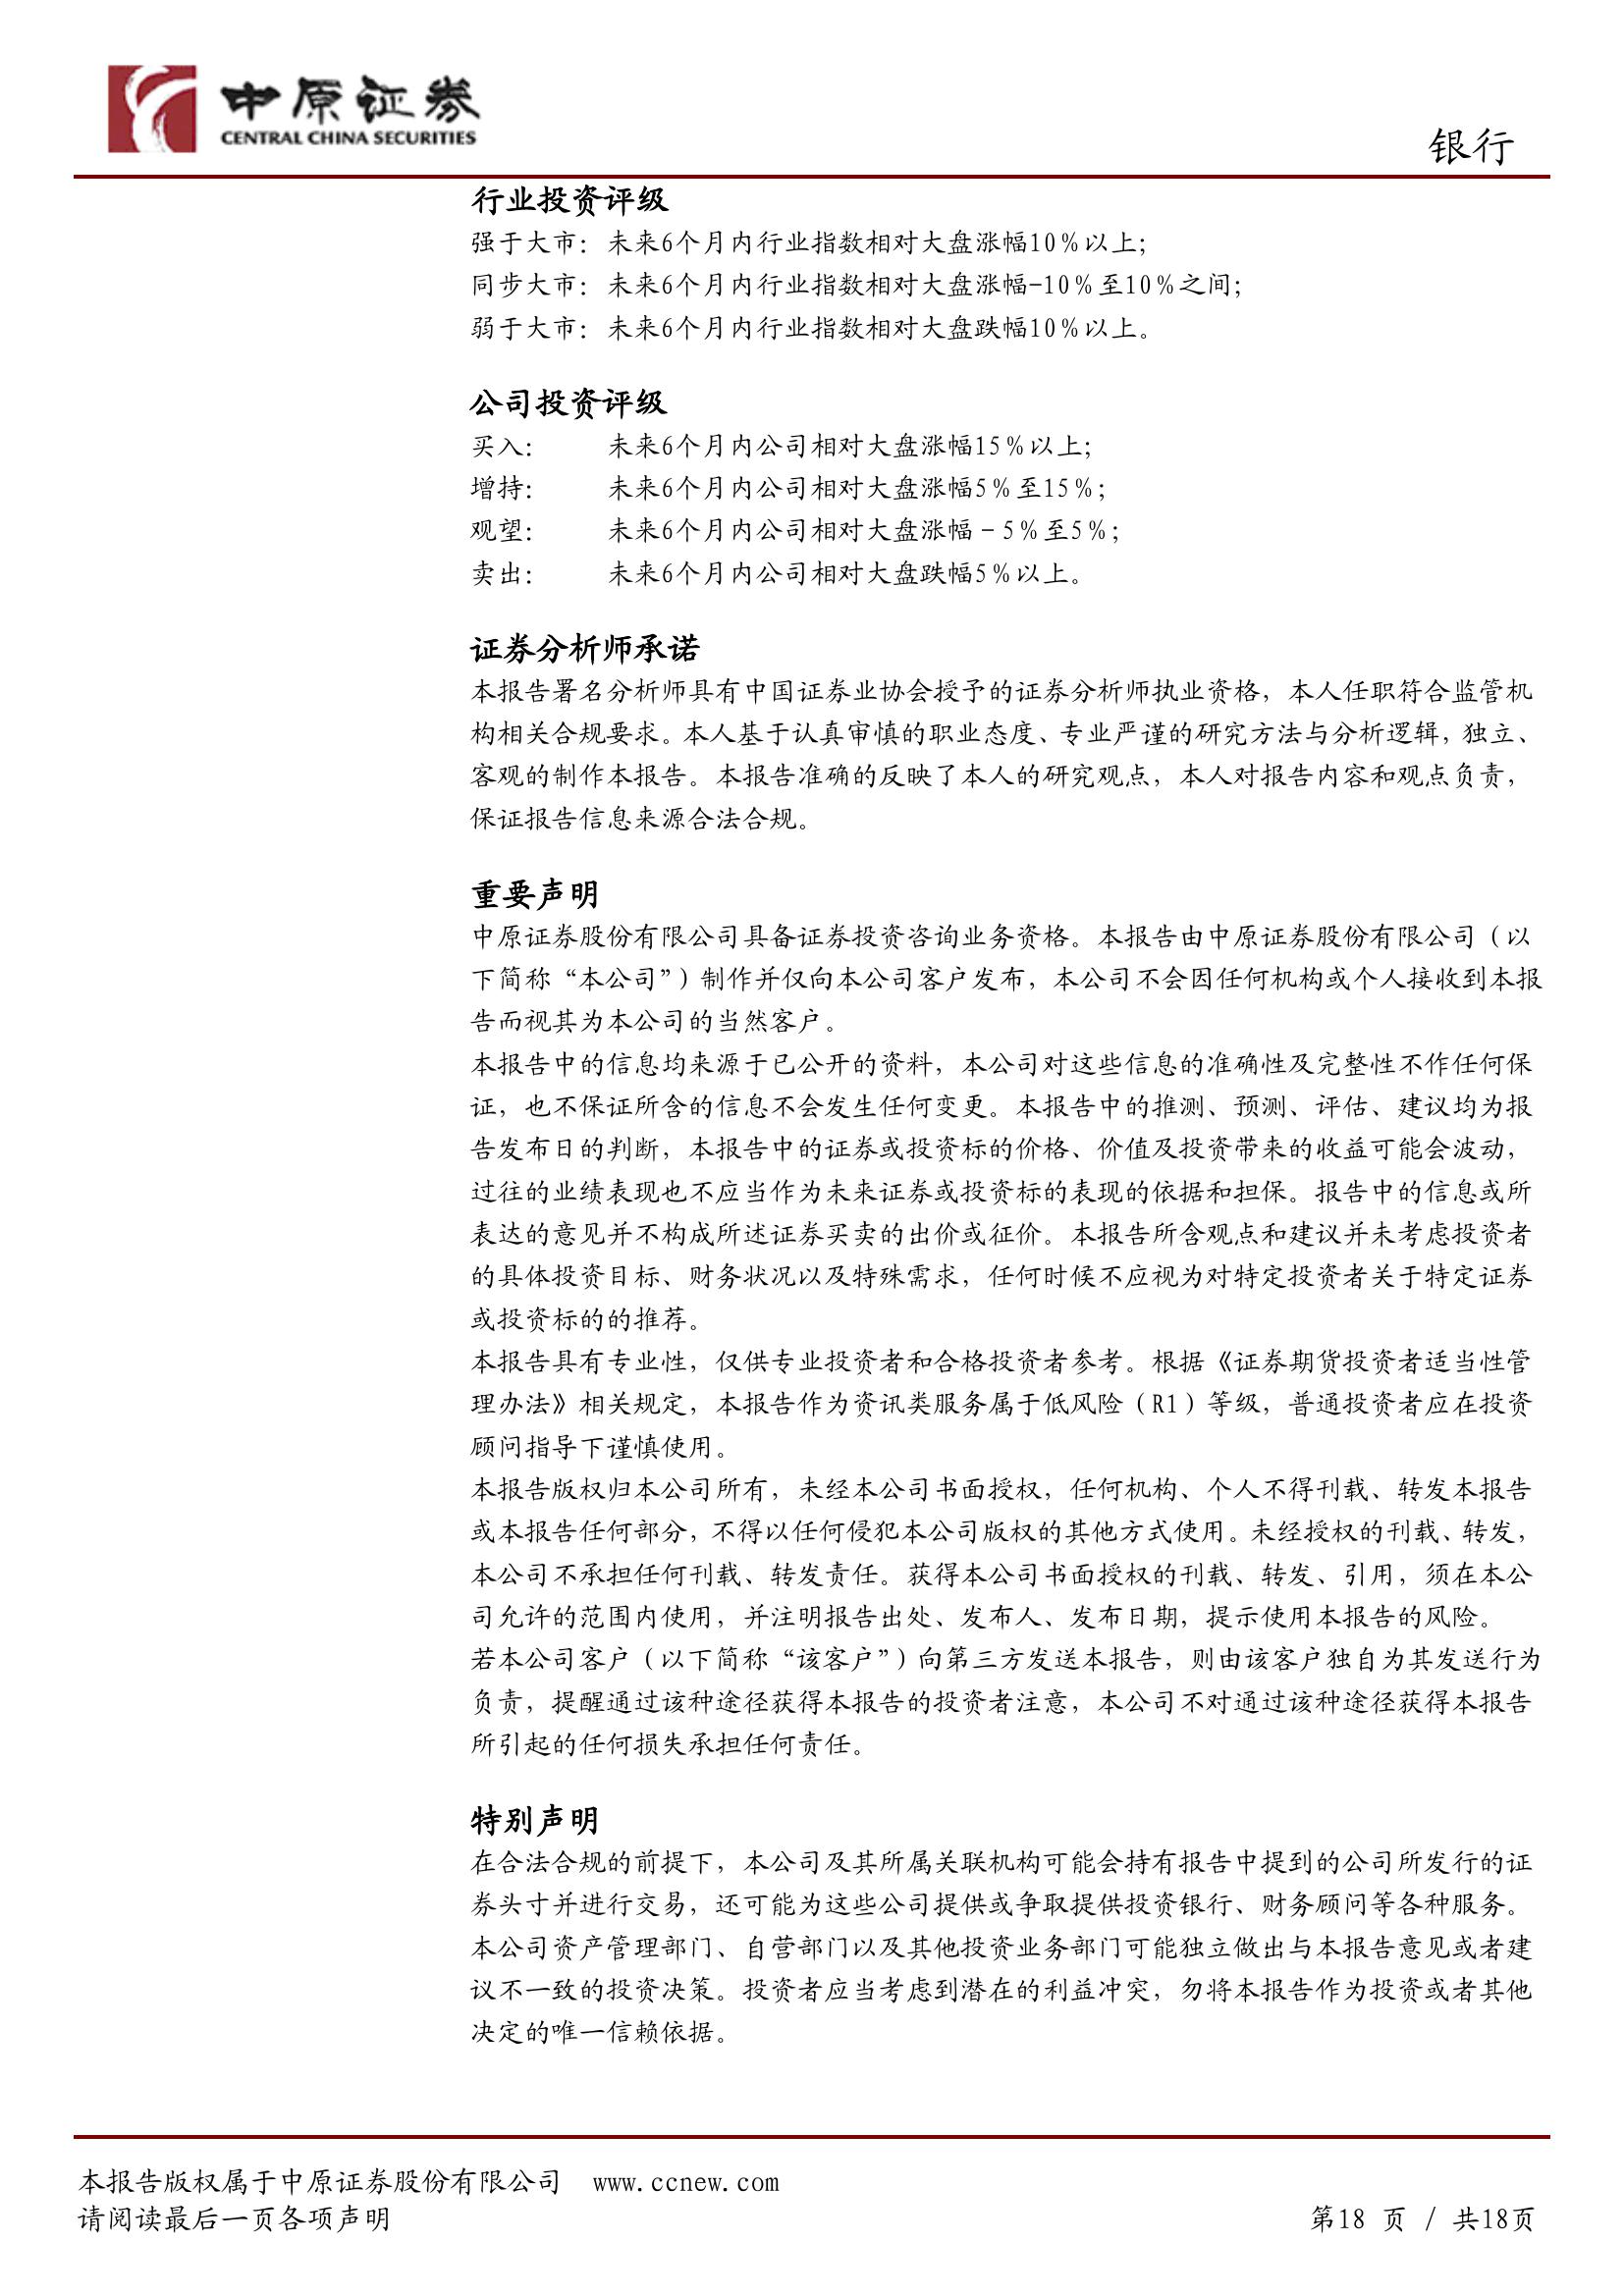 中原证券
CENTRAL CHINA SECURITIES
银行
行业投资评级
强于大市：未来6个月内行业指数相对大盘涨幅10％以上；
同步大市：未来6个月内行业指数相对大盘涨幅-10％至10％之间；
弱于大市：未来6个月内行业指数相对大盘跌幅10％以上。
公司投资评级
买入： 未来6个月内公司相对大盘涨幅15％以上；
增持： 未来6个月内公司相对大盘涨幅5％至15％；
观望： 未来6个月内公司相对大盘涨幅－5％至5％；
卖出： 未来6个月内公司相对大盘跌幅5％以上。
证券分析师承诺
本报告署名分析师具有中国证券业协会授予的证券分析师执业资格，本人任职符合监管机
构相关合规要求。本人基于认真审慎的职业态度、专业严谨的研究方法与分析逻辑，独立、
客观的制作本报告。本报告准确的反映了本人的研究观点，本人对报告内容和观点负责，
保证报告信息来源合法合规。
重要声明
中原证券股份有限公司具备证券投资咨询业务资格。本报告由中原证券股份有限公司（以
下简称“本公司”）制作并仅向本公司客户发布，本公司不会因任何机构或个人接收到本报
告而视其为本公司的当然客户。
本报告中的信息均来源于已公开的资料，本公司对这些信息的准确性及完整性不作任何保
证，也不保证所含的信息不会发生任何变更。本报告中的推测、预测、评估、建议均为报
告发布日的判断，本报告中的证券或投资标的价格、价值及投资带来的收益可能会波动，
过往的业绩表现也不应当作为未来证券或投资标的表现的依据和担保。报告中的信息或所
表达的意见并不构成所述证券买卖的出价或征价。本报告所含观点和建议并未考虑投资者
的具体投资目标、财务状况以及特殊需求，任何时候不应视为对特定投资者关于特定证券
或投资标的的推荐。
本报告具有专业性，仅供专业投资者和合格投资者参考。根据《证券期货投资者适当性管
理办法》相关规定，本报告作为资讯类服务属于低风险（R1）等级，普通投资者应在投资
顾问指导下谨慎使用。
本报告版权归本公司所有，未经本公司书面授权，任何机构、个人不得刊载、转发本报告
或本报告任何部分，不得以任何侵犯本公司版权的其他方式使用。未经授权的刊载、转发，
本公司不承担任何刊载、转发责任。获得本公司书面授权的刊载、转发、引用，须在本公
司允许的范围内使用，并注明报告出处、发布人、发布日期，提示使用本报告的风险。
若本公司客户（以下简称“该客户”）向第三方发送本报告，则由该客户独自为其发送行为
负责，提醒通过该种途径获得本报告的投资者注意，本公司不对通过该种途径获得本报告
所引起的任何损失承担任何责任。
特别声明
在合法合规的前提下，本公司及其所属关联机构可能会持有报告中提到的公司所发行的证
券头寸并进行交易，还可能为这些公司提供或争取提供投资银行、财务顾问等各种服务。
本公司资产管理部门、自营部门以及其他投资业务部门可能独立做出与本报告意见或者建
议不一致的投资决策。投资者应当考虑到潜在的利益冲突，勿将本报告作为投资或者其他
决定的唯一信赖依据。
本报告版权属于中原证券股份有限公司 www.ccnew.com
请阅读最后一页各项声明
第18 页 / 共18页